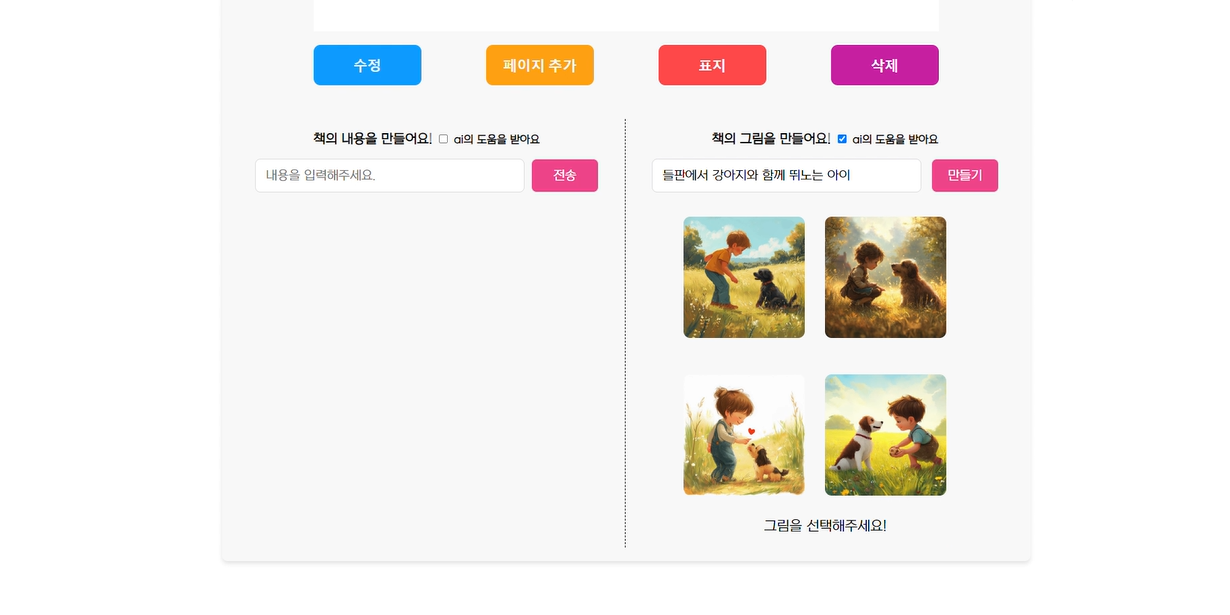 수정
페이지 추가
표지
삭제
책의 내용을 만들어요! ai의 도움을 받아요
내용을 입력해주세요.
전송
책의 그림을 만들어요! ai의 도움을 받아요
들판에서 강아지와 함께 뛰노는 아이
만들기
그림을 선택해주세요!